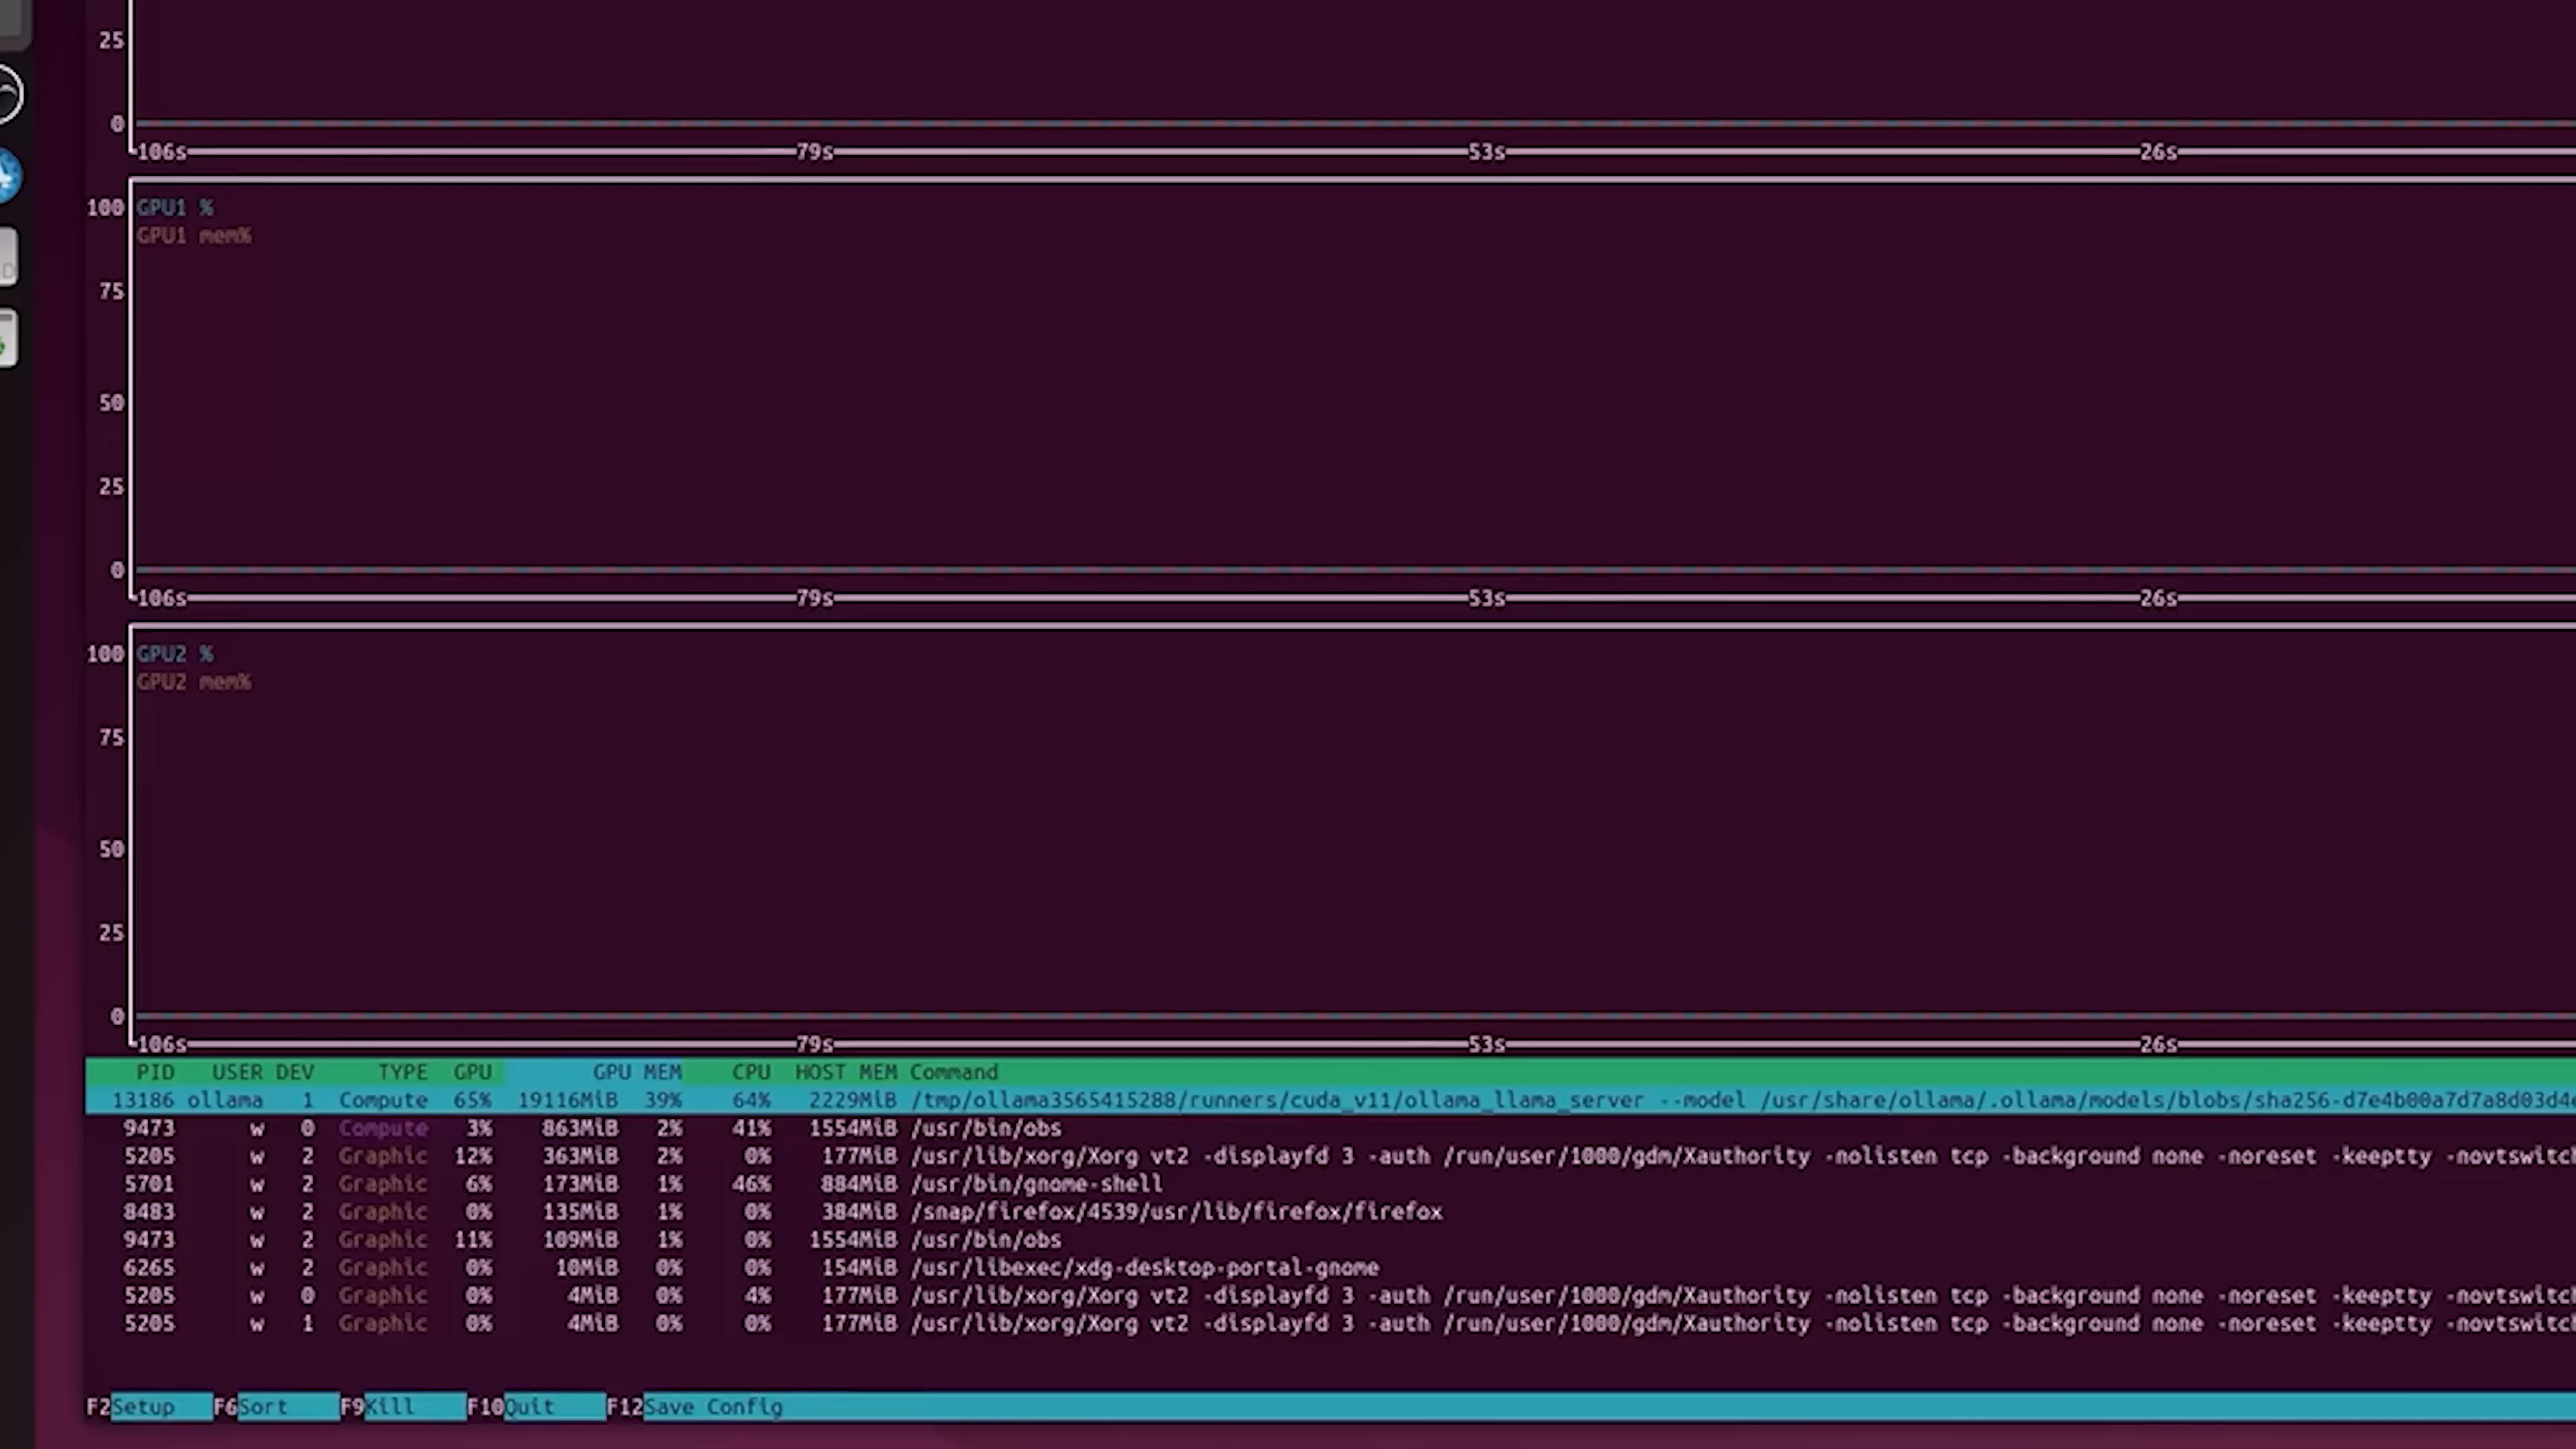 25
0
106s 79s 53s 26s
100 GPU1 %
GPU1 mem%
75
50
25
0
106s 79s 53s 26s
100 GPU2 %
GPU2 mem%
75
50
25
0
106s 79s 53s 26s
PID USER DEV TYPE GPU GPU MEM CPU HOST MEM Command
13186 ollama 1 Compute 65% 19116MiB 39% 64% 2229MiB /tmp/ollama3565415288/runners/cuda_v11/ollama_llama_server --model /usr/share/ollama/.ollama/models/blobs/sha256-d7e4b00a7d7a8d03d4e
9473 w 0 Compute 3% 863MiB 2% 41% 1554MiB /usr/bin/obs
5205 w 2 Graphic 12% 363MiB 2% 0% 177MiB /usr/lib/xorg/Xorg vt2 -displayfd 3 -auth /run/user/1000/gdm/Xauthority -nolisten tcp -background none -noreset -keeptty -novtswitch
5701 w 2 Graphic 6% 173MiB 1% 46% 884MiB /usr/bin/gnome-shell
8483 w 2 Graphic 0% 135MiB 1% 0% 384MiB /snap/firefox/4539/usr/lib/firefox/firefox
9473 w 2 Graphic 11% 109MiB 1% 0% 1554MiB /usr/bin/obs
6265 w 2 Graphic 0% 10MiB 0% 0% 154MiB /usr/libexec/xdg-desktop-portal-gnome
5205 w 0 Graphic 0% 4MiB 0% 4% 177MiB /usr/lib/xorg/Xorg vt2 -displayfd 3 -auth /run/user/1000/gdm/Xauthority -nolisten tcp -background none -noreset -keeptty -novtswitch
5205 w 1 Graphic 0% 4MiB 0% 0% 177MiB /usr/lib/xorg/Xorg vt2 -displayfd 3 -auth /run/user/1000/gdm/Xauthority -nolisten tcp -background none -noreset -keeptty -novtswitch
F2Setup F6Sort F9Kill F10Quit F12Save Config